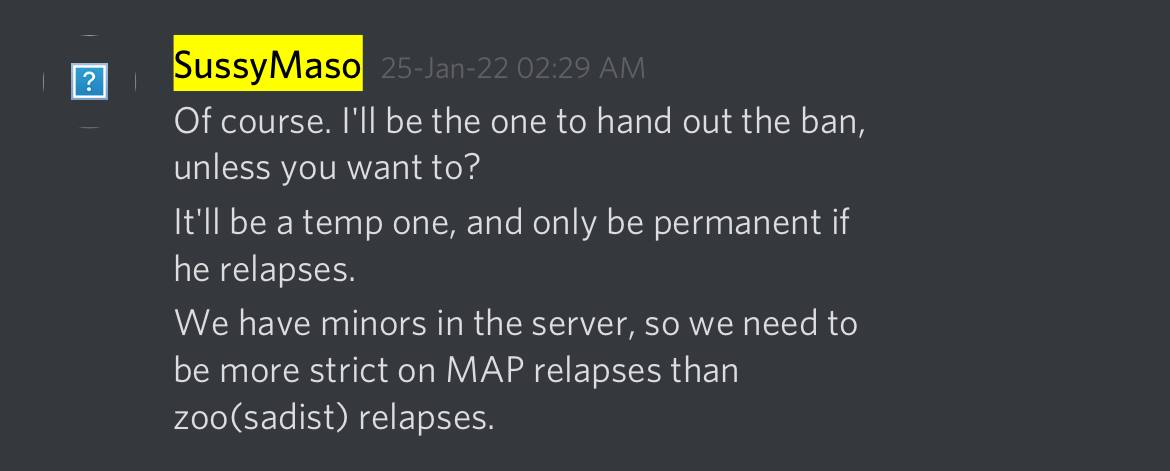 SussyMaso 25-Jan-22 02:29 AM
Of course. I'll be the one to hand out the ban,
unless you want to?
It'll be a temp one, and only be permanent if
he relapses.
We have minors in the server, so we need to
be more strict on MAP relapses than
zoo(sadist) relapses.